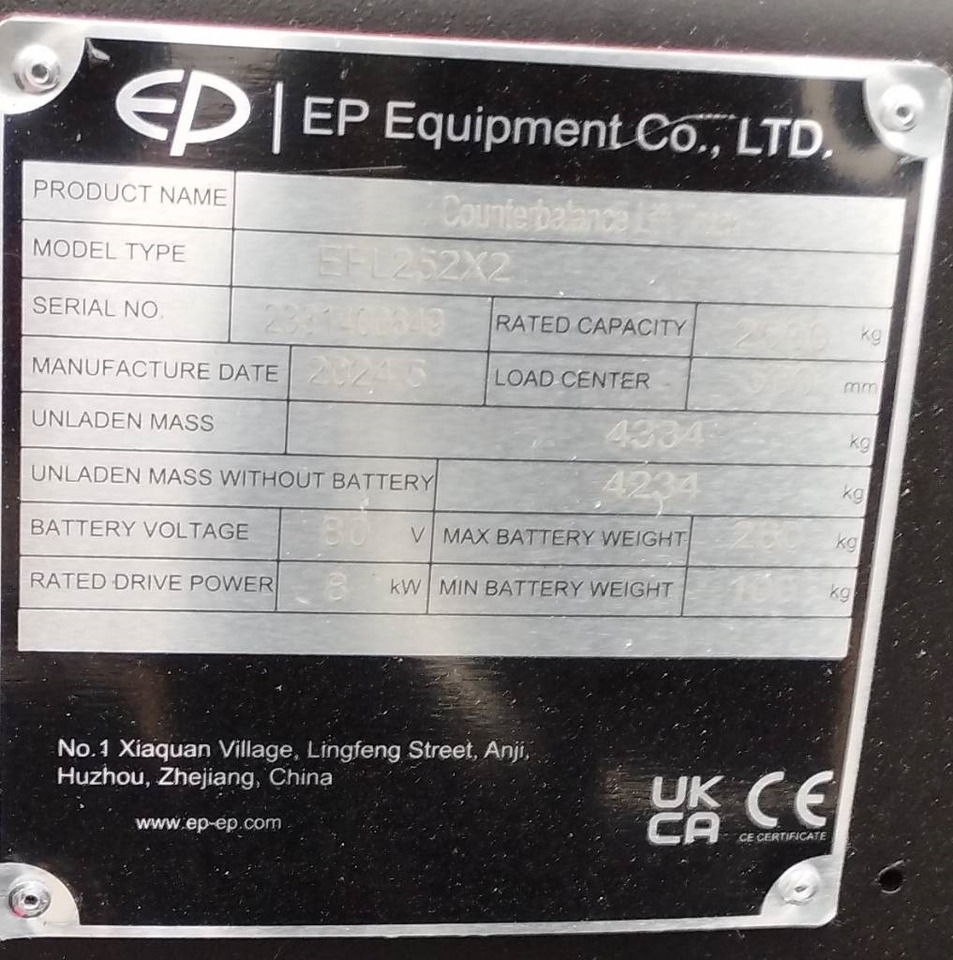 EP | EP Equipment Co., LTD.
PRODUCT NAME Counterbalance
MODEL TYPE EFL252X2
SERIAL NO. RATED CAPACITY kg
MANUFACTURE DATE 2024.5 LOAD CENTER mm
UNLADEN MASS 4334 kg
UNLADEN MASS WITHOUT BATTERY 4234 kg
BATTERY VOLTAGE 80 V MAX BATTERY WEIGHT kg
RATED DRIVE POWER 8 kW MIN BATTERY WEIGHT kg
No.1 Xiaquan Village, Lingfeng Street, Anji,
Huzhou, Zhejiang, China
www.ep-ep.com
UK
CA
CE
CE CERTIFICATE